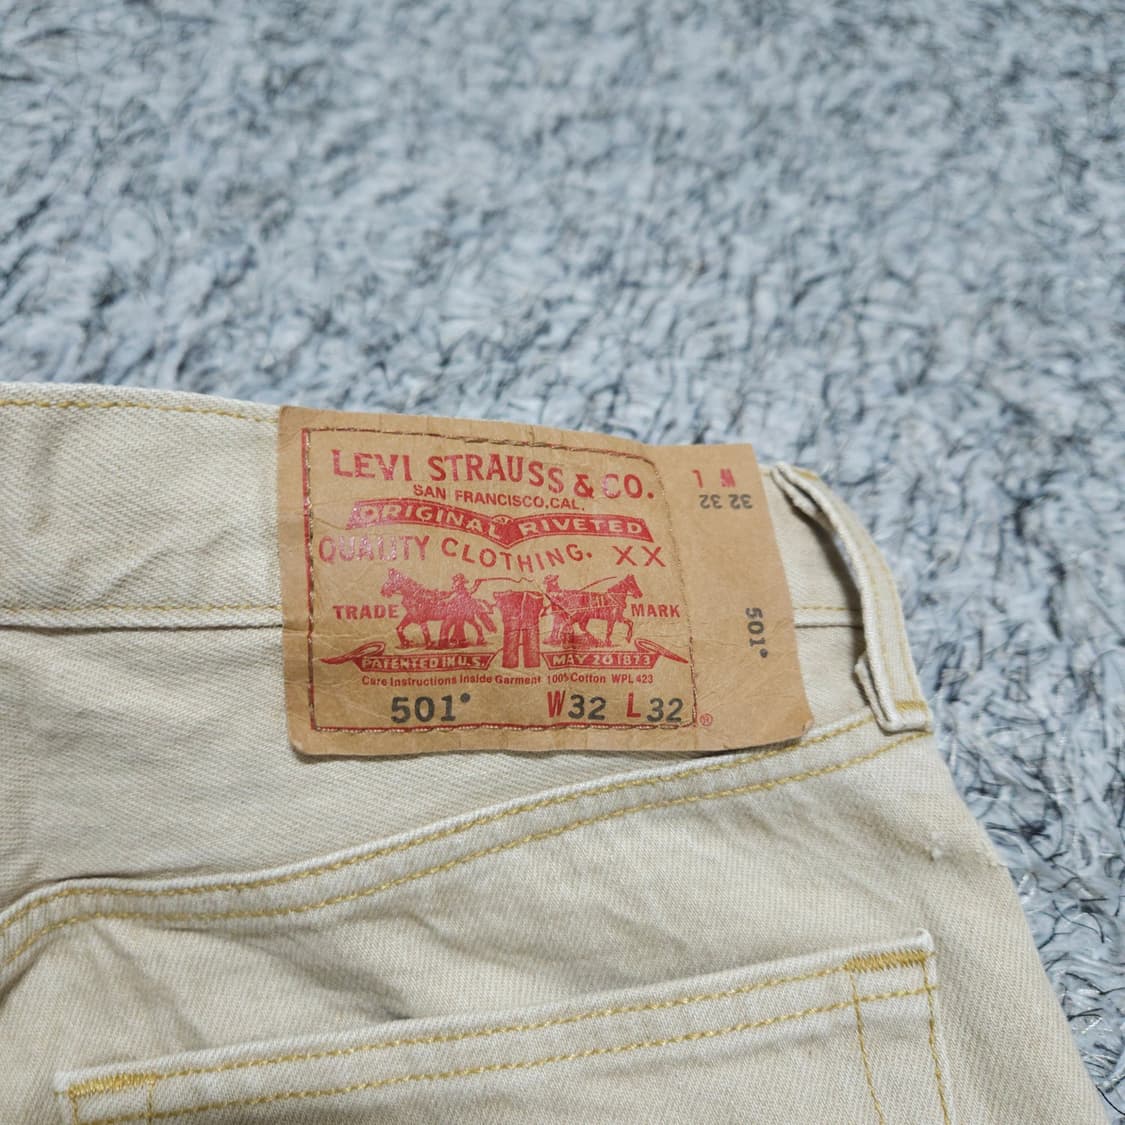 LEVI STRAUSS & CO.
SAN FRANCISCO, CAL.
ORIGINAL RIVETED
QUALITY CLOTHING. XX
TRADE MARK
PATENTED IN U.S. MAY 20 1873
Care Instructions Inside Garment 100% Cotton WPL 423
501® W32 L32
®
W L
32 32
501®